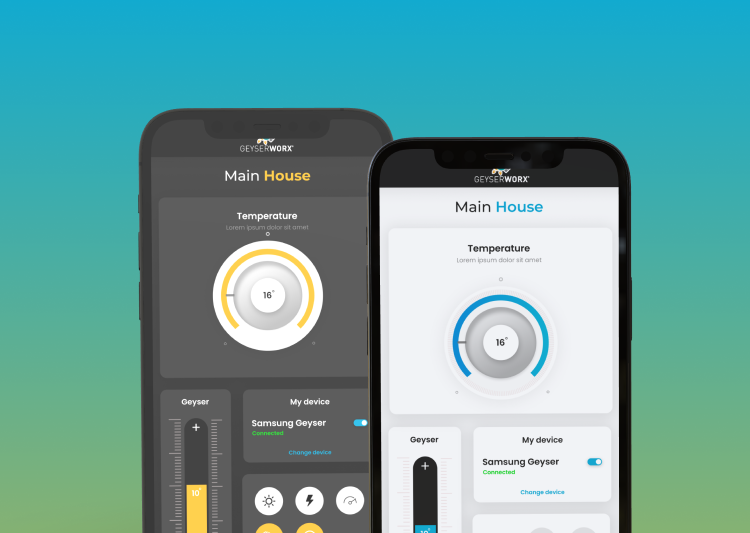 GEYSERWORX
Main House
Temperature
Lorem ipsum dolor sit amet
16°
Geyser
+
10°
My device
Samsung Geyser
Connected
Change device
GEYSERWORX
Main House
Temperature
Lorem ipsum dolor sit amet
16°
Geyser
+
10°
My device
Samsung Geyser
Connected
Change device